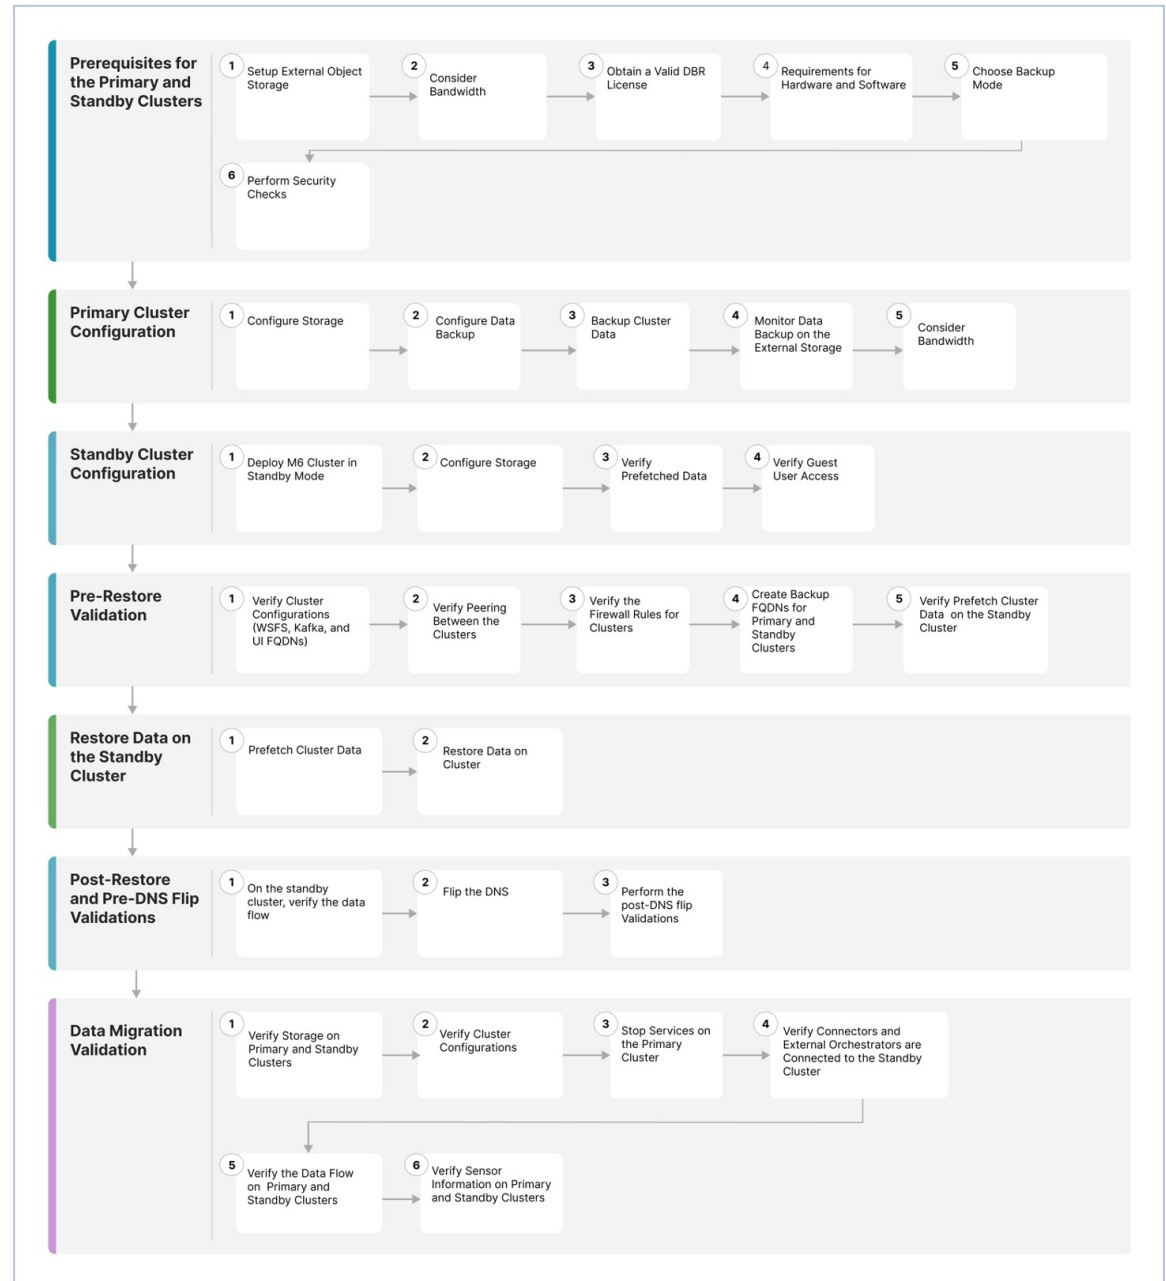 Prerequisites for
the Primary and
Standby Clusters
1
Setup External Object
Storage
2
Consider
Bandwidth
3
Obtain a Valid DBR
License
4
Requirements for
Hardware and Software
5
Choose Backup
Mode
6
Perform Security
Checks
Primary Cluster
Configuration
1
Configure Storage
2
Configure Data
Backup
3
Backup Cluster
Data
4
Monitor Data
Backup on the
External Storage
5
Consider
Bandwidth
Standby Cluster
Configuration
1
Deploy M6 Cluster in
Standby Mode
2
Configure Storage
3
Verify
Prefetched Data
4
Verify Guest
User Access
Pre-Restore
Validation
1
Verify Cluster
Configurations
(WSFS, Kafka, and
UI FQDNs)
2
Verify Peering
Between the
Clusters
3
Verify the
Firewall Rules for
Clusters
4
Create Backup
FQDNs for
Primary and
Standby
Clusters
5
Verify Prefetch Cluster
Data on the Standby
Cluster
Restore Data on
the Standby
Cluster
1
Prefetch Cluster Data
2
Restore Data on
Cluster
Post-Restore
and Pre-DNS Flip
Validations
1
On the standby
cluster, verify the data
flow
2
Flip the DNS
3
Perform the
post-DNS flip
Validations
Data Migration
Validation
1
Verify Storage on
Primary and Standby
Clusters
2
Verify Cluster
Configurations
3
Stop Services on
the Primary
Cluster
4
Verify Connectors and
External Orchestrators are
Connected to the Standby
Cluster
5
Verify the Data Flow
on Primary and
Standby Clusters
6
Verify Sensor
Information on Primary
and Standby Clusters